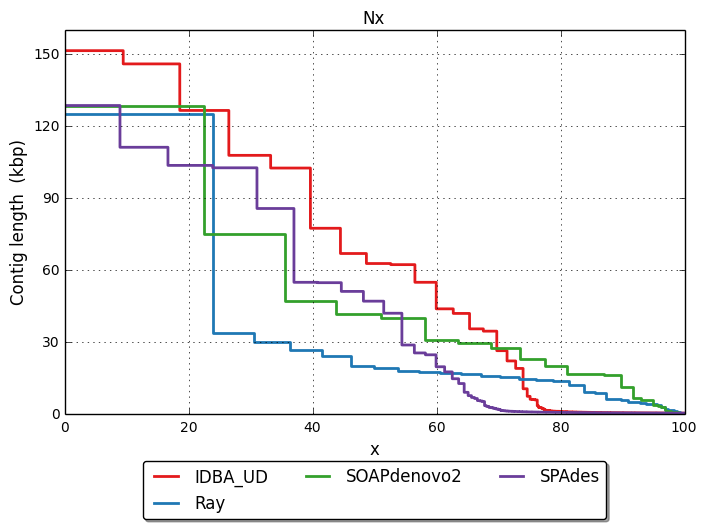 Nx
150
120
90
60
30
0
Contig length  (kbp)
0 20 40 60 80 100
x
IDBA_UD SOAPdenovo2 SPAdes
Ray